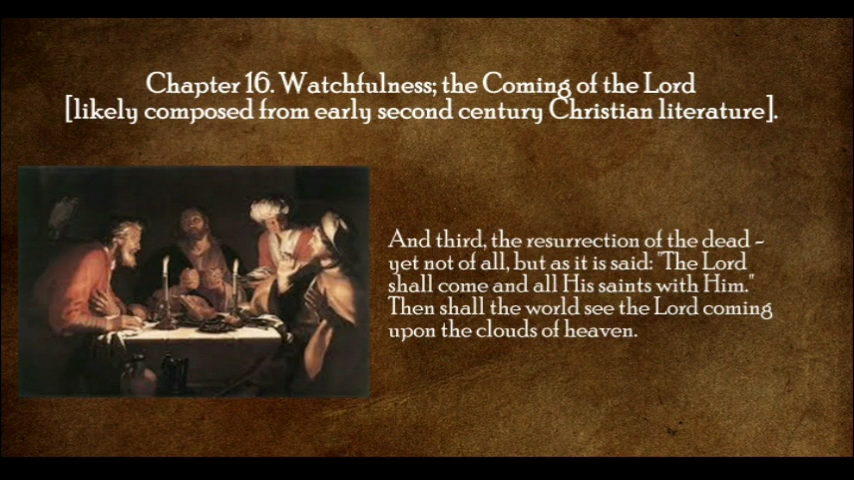 Chapter 16. Watchfulness; the Coming of the Lord
[likely composed from early second century Christian literature].
And third, the resurrection of the dead -
yet not of all, but as it is said: "The Lord
shall come and all His saints with Him."
Then shall the world see the Lord coming
upon the clouds of heaven.